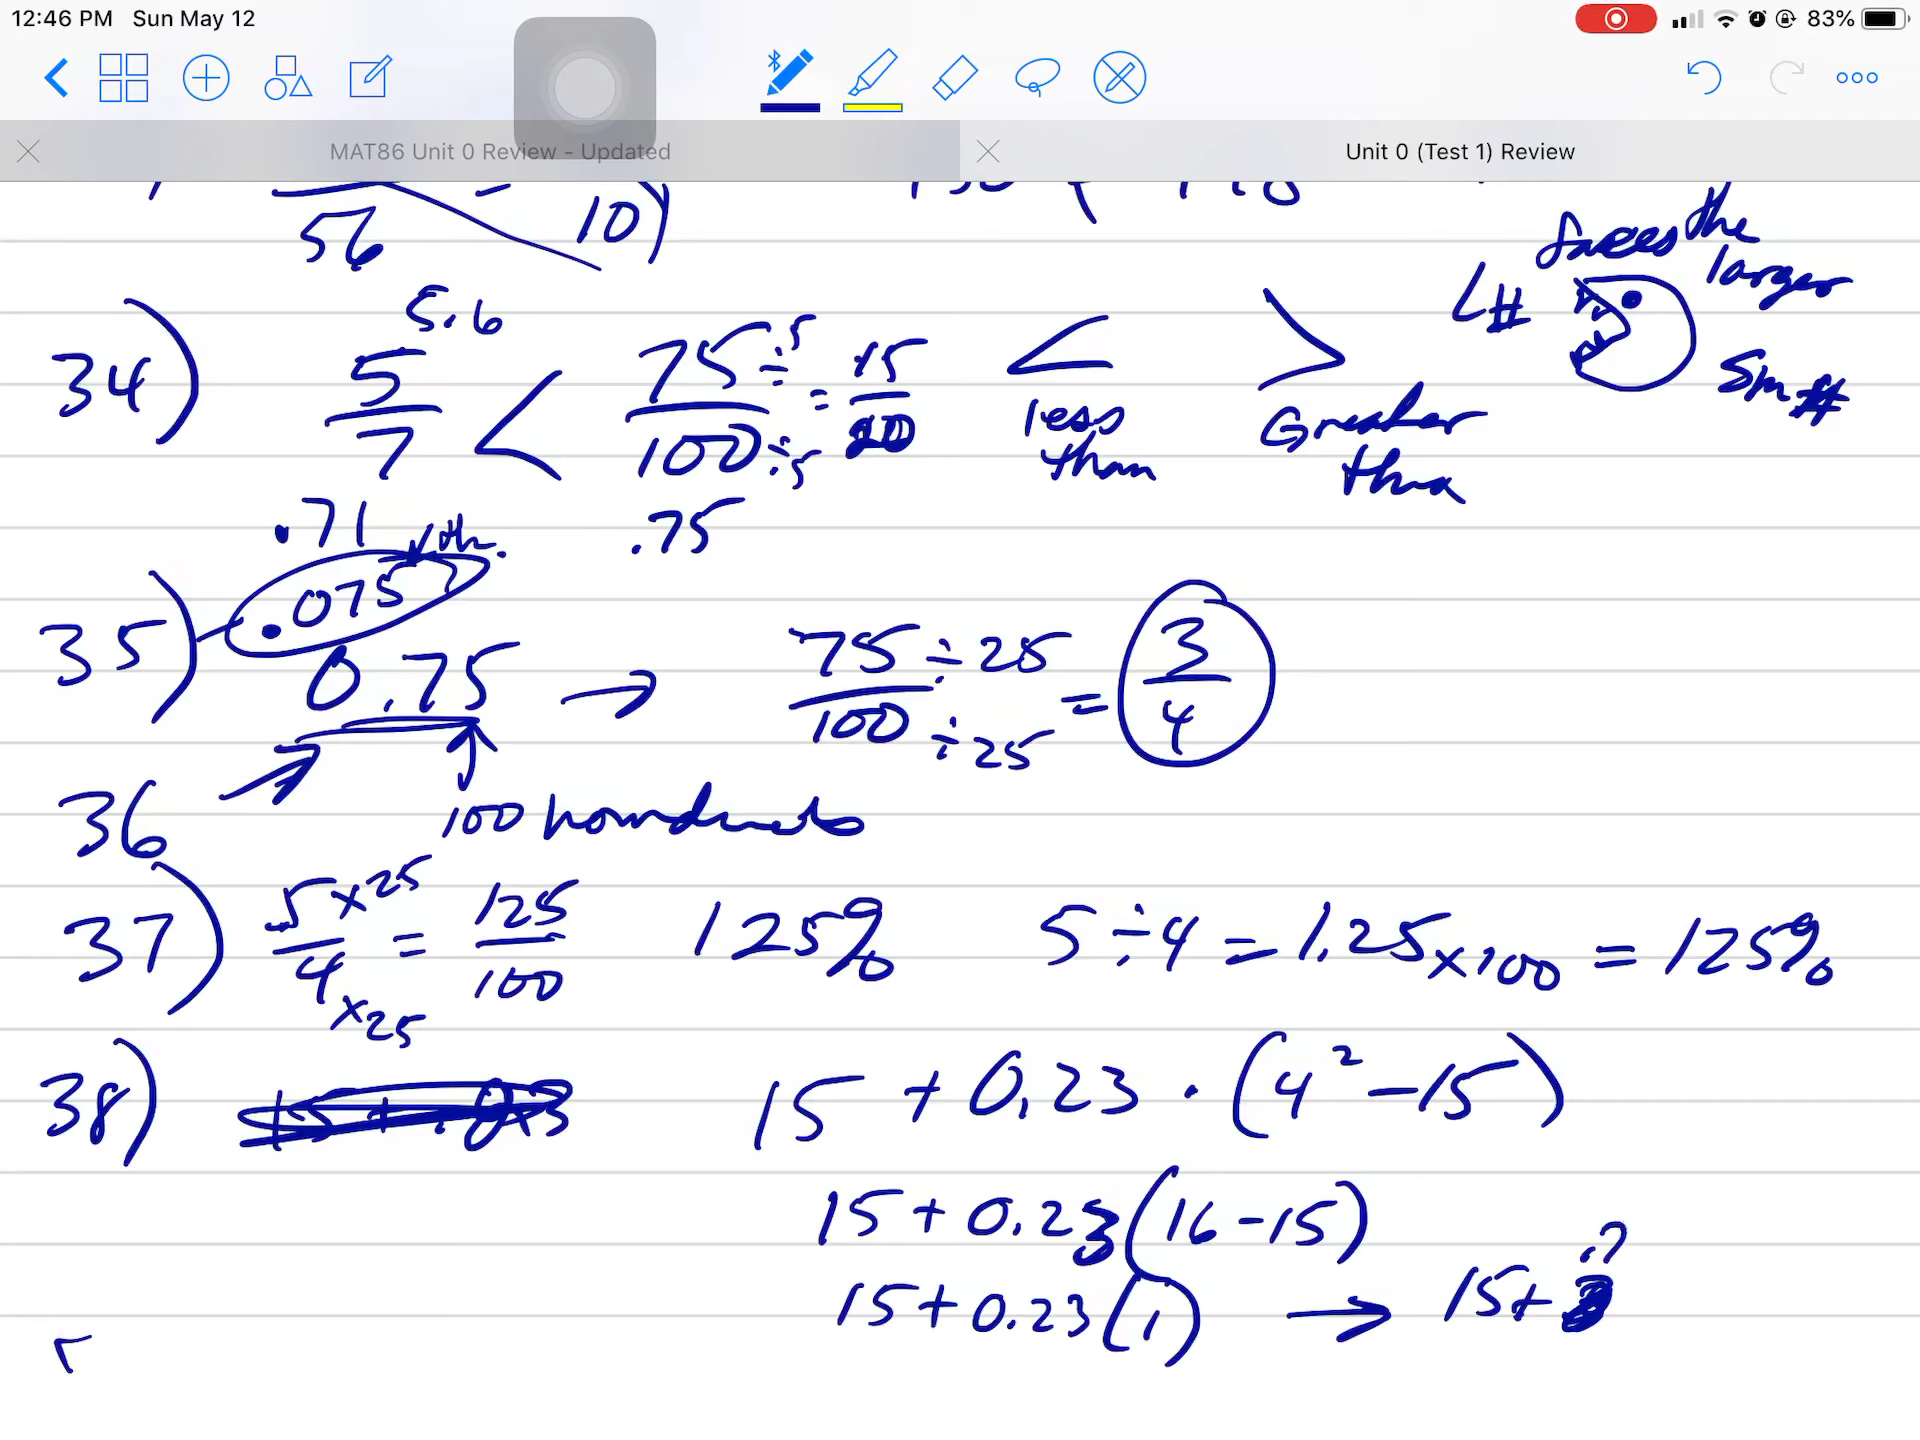 12:46 PM Sun May 12
83%
MAT86 Unit 0 Review - Updated
Unit 0 (Test 1) Review
56
10)
faces the larger
L# Sm #
34) 5/7 < 75/100 ÷5 ÷5 = 15/20
5.6
< less than
> Greater than
.71 .75
.075 th.
35) 0.75 → 75/100 ÷25 ÷25 = 3/4
36
100
37) 5/4 ×25 ×25 = 125/100 125% 5÷4 = 1.25 ×100 = 125%
38) 15 + 0.23 · (4² - 15)
15 + 0.23 (16 - 15)
15 + 0.23 (1) → 15 +